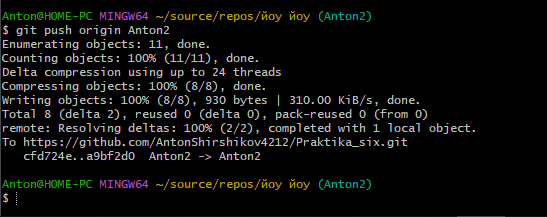 Anton@HOME-PC MINGW64 ~/source/repos/йоу йоу (Anton2)
$ git push origin Anton2
Enumerating objects: 11, done.
Counting objects: 100% (11/11), done.
Delta compression using up to 24 threads
Compressing objects: 100% (8/8), done.
Writing objects: 100% (8/8), 930 bytes | 310.00 KiB/s, done.
Total 8 (delta 2), reused 0 (delta 0), pack-reused 0 (from 0)
remote: Resolving deltas: 100% (2/2), completed with 1 local object.
To https://github.com/AntonShirshikov4212/Praktika_six.git
   cfd724e..a9bf2d0  Anton2 -> Anton2
Anton@HOME-PC MINGW64 ~/source/repos/йоу йоу (Anton2)
$